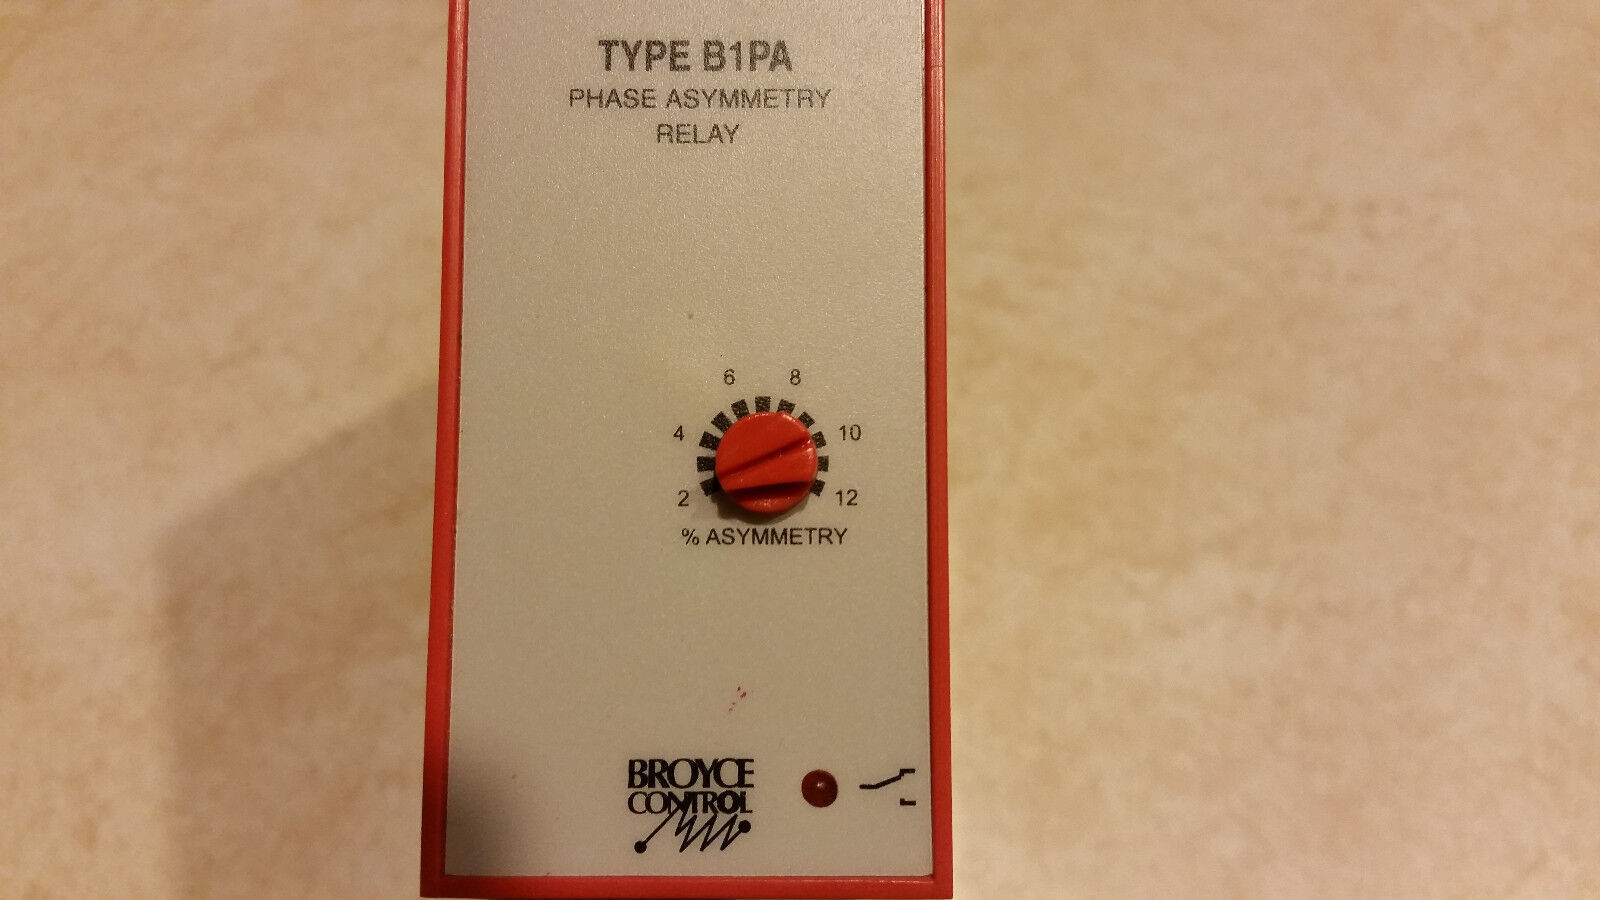 TYPE B1PA
PHASE ASYMMETRY
RELAY
6 8
4 10
2 12
% ASYMMETRY
BROYCE
CONTROL